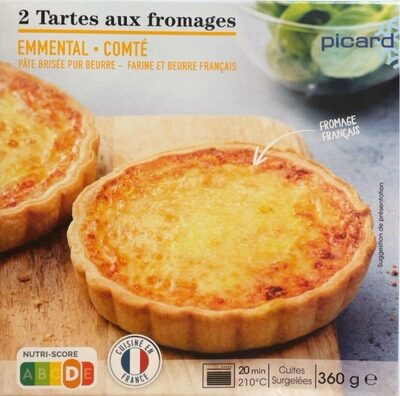 2 Tartes aux fromages
EMMENTAL • COMTÉ
PÂTE BRISÉE PUR BEURRE - FARINE ET BEURRE FRANÇAIS
picard
FROMAGE
FRANÇAIS
Suggestion de présentation
NUTRI-SCORE
A B C D E
CUISINÉ EN
FRANCE
20 min
210°C
Cuites
Surgelées
360 g e